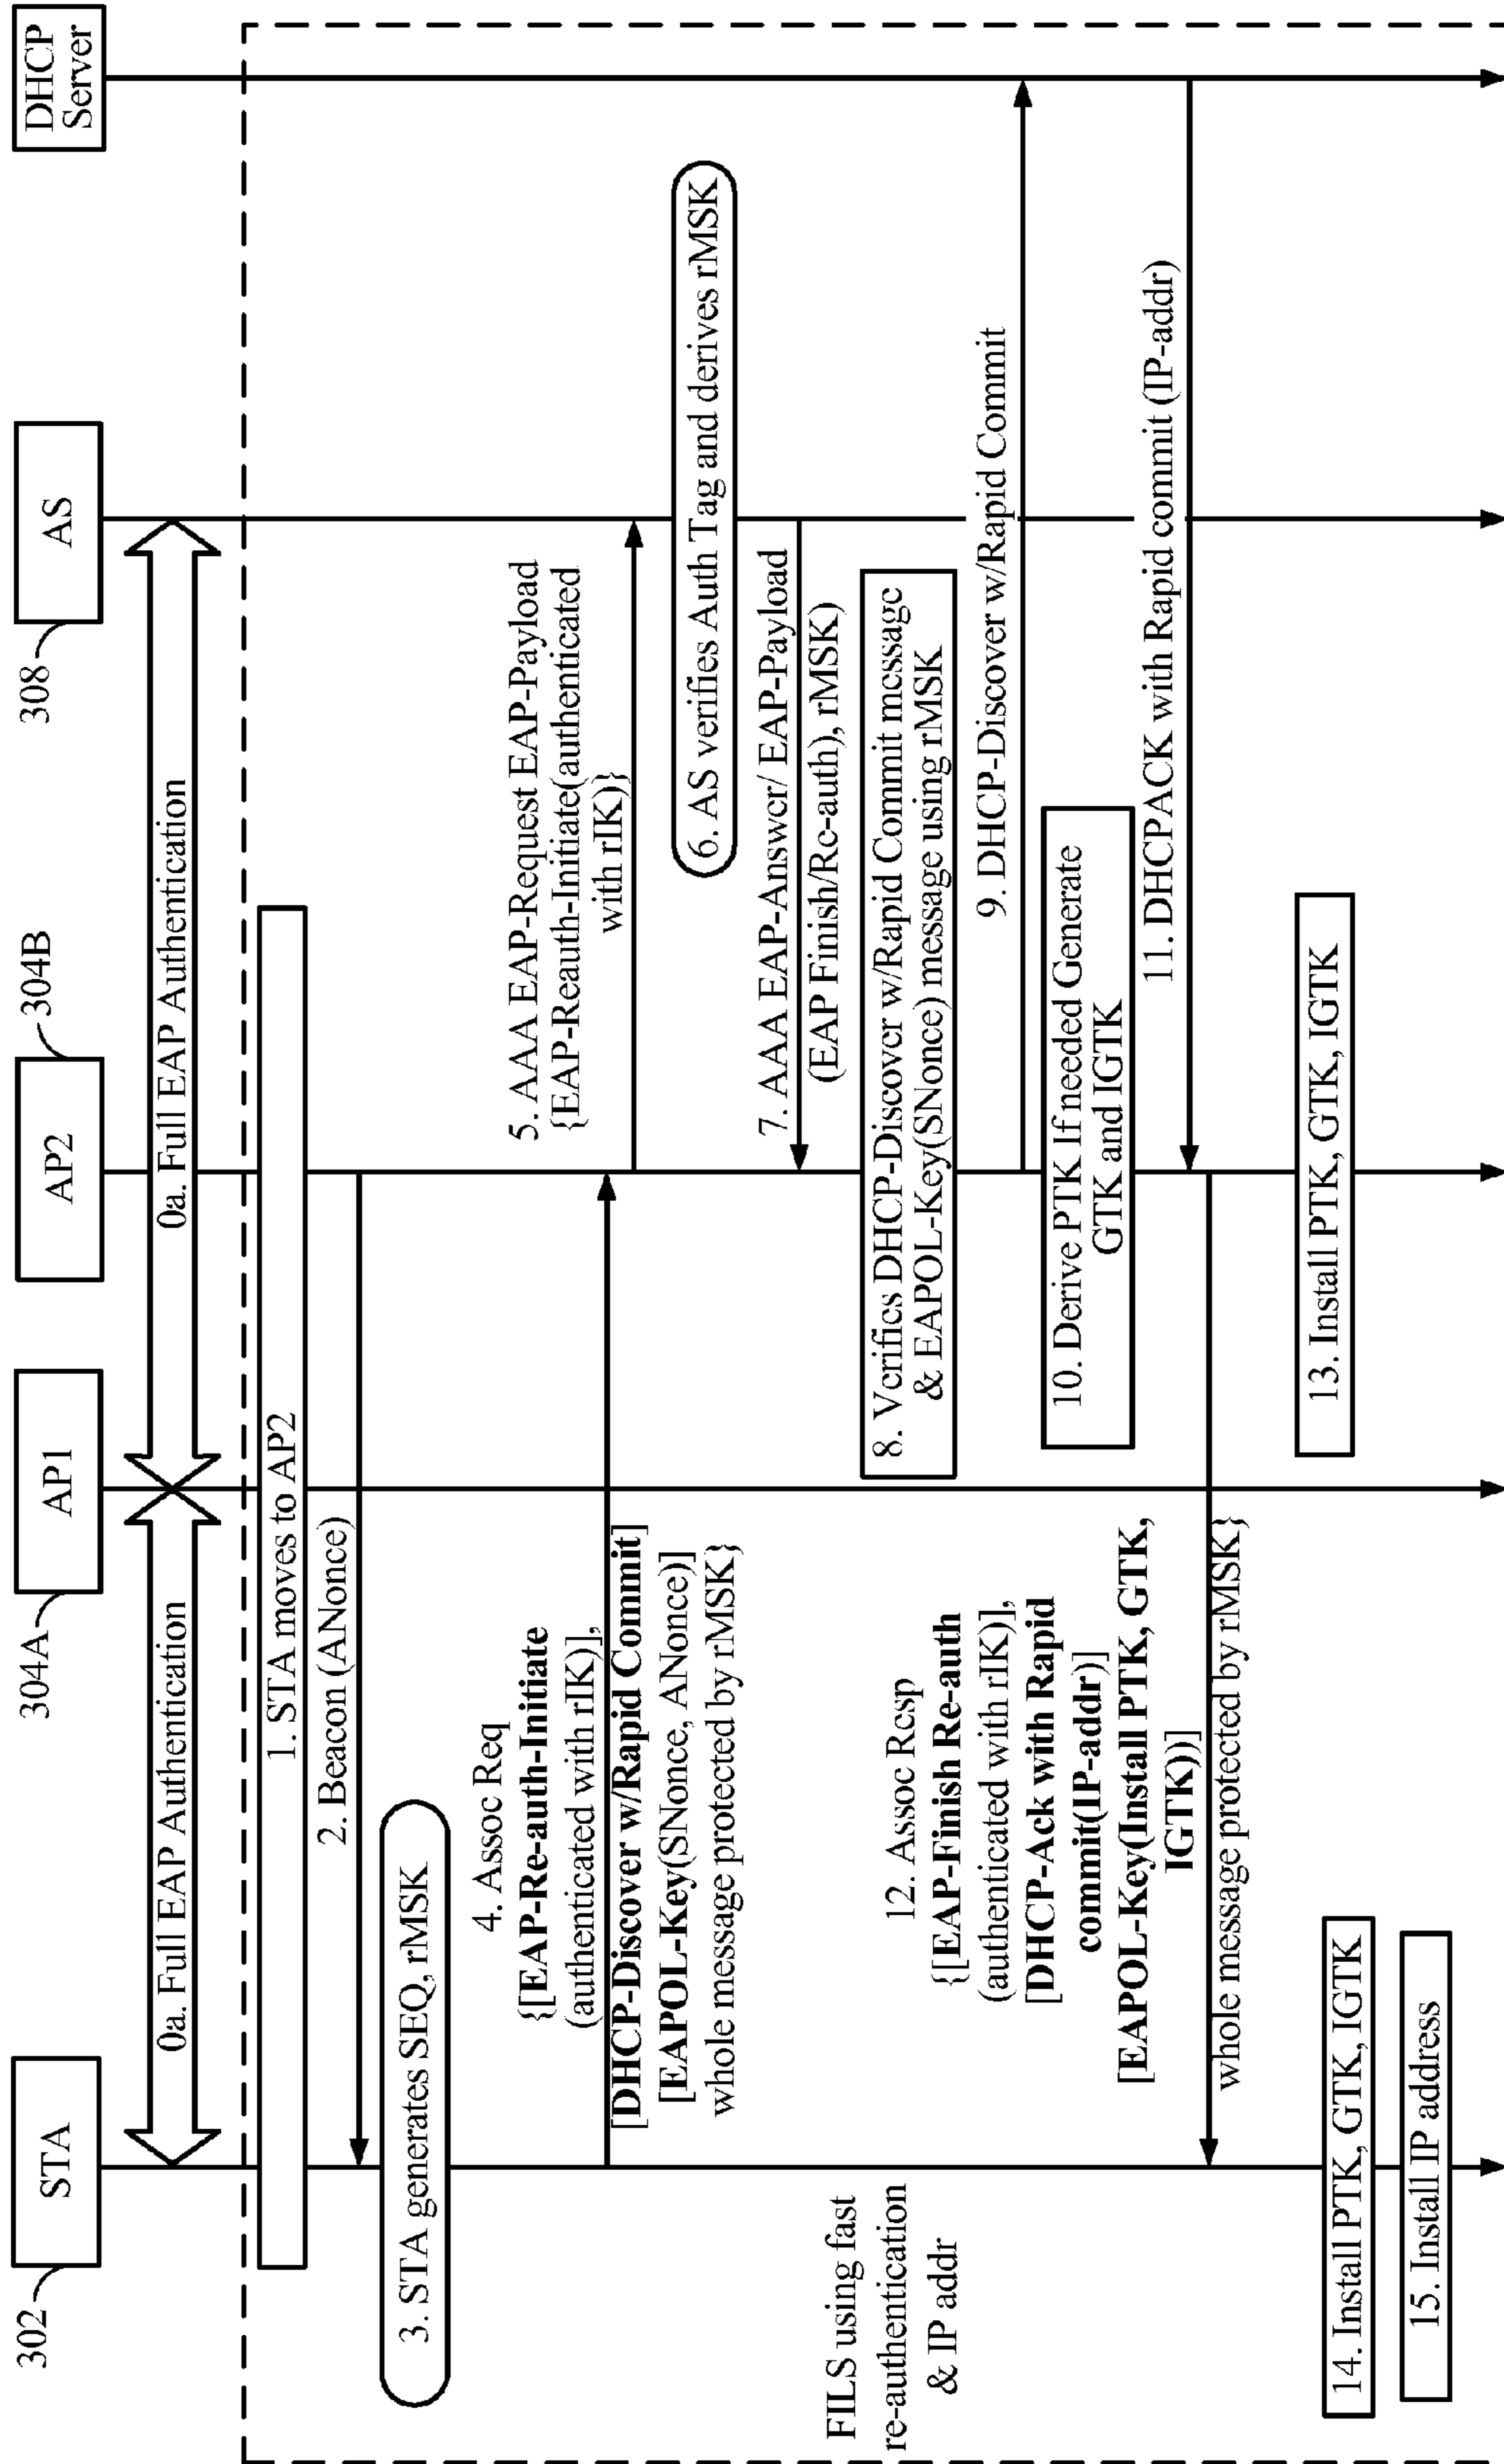 STA
302
AP1
304A
AP2
304B
AS
308
DHCP
Server
0a. Full EAP Authentication
0a. Full EAP Authentication
1. STA moves to AP2
2. Beacon (ANonce)
3. STA generates SEQ, rMSK
4. Assoc Req
{[EAP-Re-auth-Initiate
(authenticated with rIK)],
[DHCP-Discover w/Rapid Commit]
[EAPOL-Key(SNonce, ANonce)]
whole message protected by rMSK}
5. AAA EAP-Request EAP-Payload
{EAP-Reauth-Initiate(authenticated
with rIK)}
6. AS verifies Auth Tag and derives rMSK
7. AAA EAP-Answer/ EAP-Payload
(EAP Finish/Re-auth), rMSK)
8. Verifies DHCP-Discover w/Rapid Commit message
& EAPOL-Key(SNonce) message using rMSK
9. DHCP-Discover w/Rapid Commit
10. Derive PTK If needed Generate
GTK and IGTK
11. DHCPACK with Rapid commit (IP-addr)
12. Assoc Resp
{[EAP-Finish Re-auth
(authenticated with rIK)],
[DHCP-Ack with Rapid
commit(IP-addr)]
[EAPOL-Key(Install PTK, GTK,
IGTK))]
whole message protected by rMSK}
13. Install PTK, GTK, IGTK
FILS using fast
re-authentication
& IP addr
14. Install PTK, GTK, IGTK
15. Install IP address